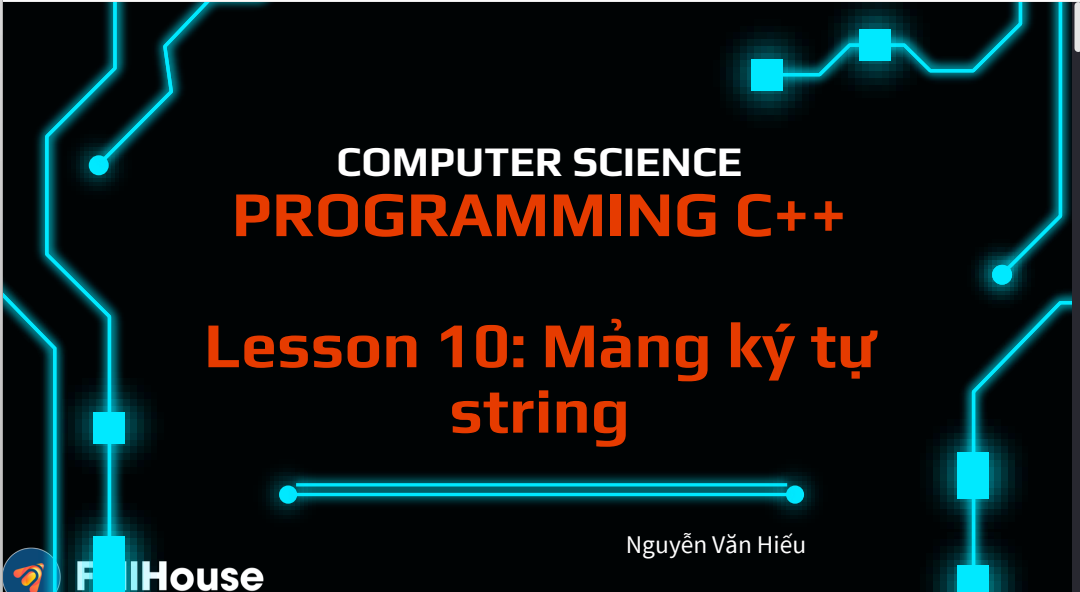 COMPUTER SCIENCE
PROGRAMMING C++
Lesson 10: Mảng ký tự
string
Nguyễn Văn Hiếu